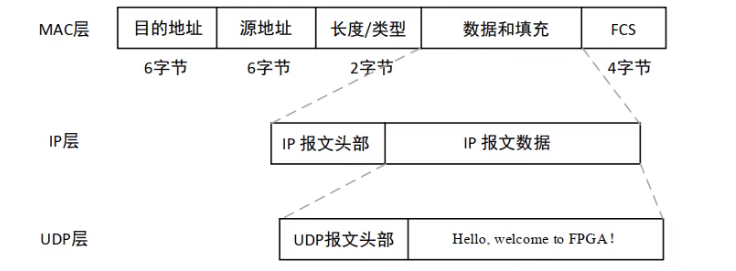 MAC层 目的地址 源地址 长度/类型 数据和填充 FCS
6字节 6字节 2字节 4字节
IP层 IP 报文头部 IP 报文数据
UDP层 UDP报文头部 Hello, welcome to FPGA!